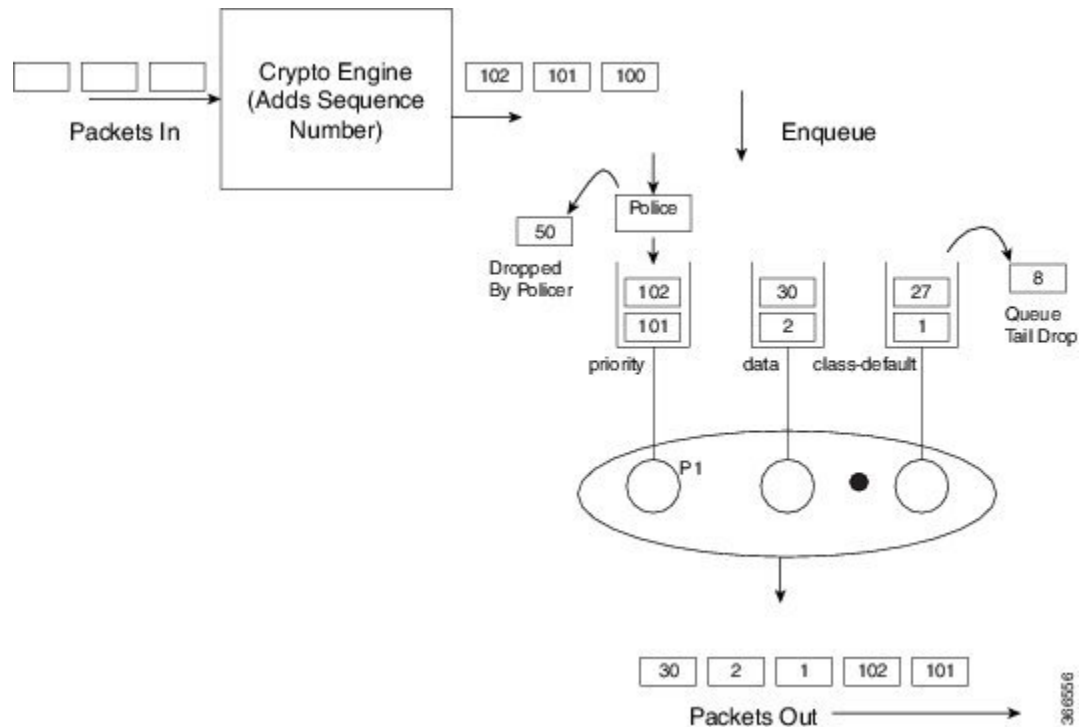 Crypto Engine
(Adds Sequence
Number)
102 101 100
Packets In
Enqueue
Police
50
Dropped
By Policer
102 30 27
101 2 1
8
Queue
Tail Drop
priority data class-default
P1
30 2 1 102 101
Packets Out
366556